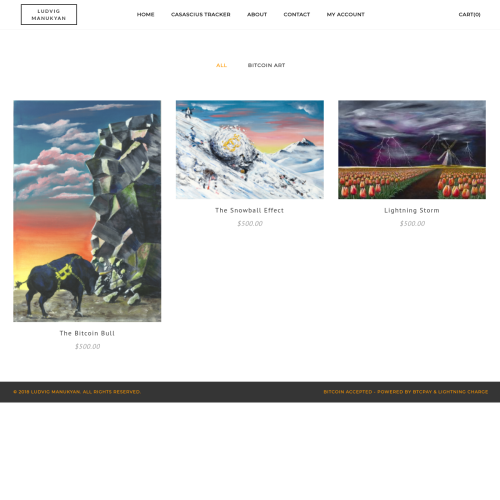 LUDVIG
MANUKYAN
HOME CASASCIUS TRACKER ABOUT CONTACT MY ACCOUNT CART(0)
ALL BITCOIN ART
The Snowball Effect
$500.00
Lightning Storm
$500.00
The Bitcoin Bull
$500.00
© 2019 LUDVIG MANUKYAN. ALL RIGHTS RESERVED.
BITCOIN ACCEPTED - POWERED BY BTCPAY & LIGHTNING CHARGE